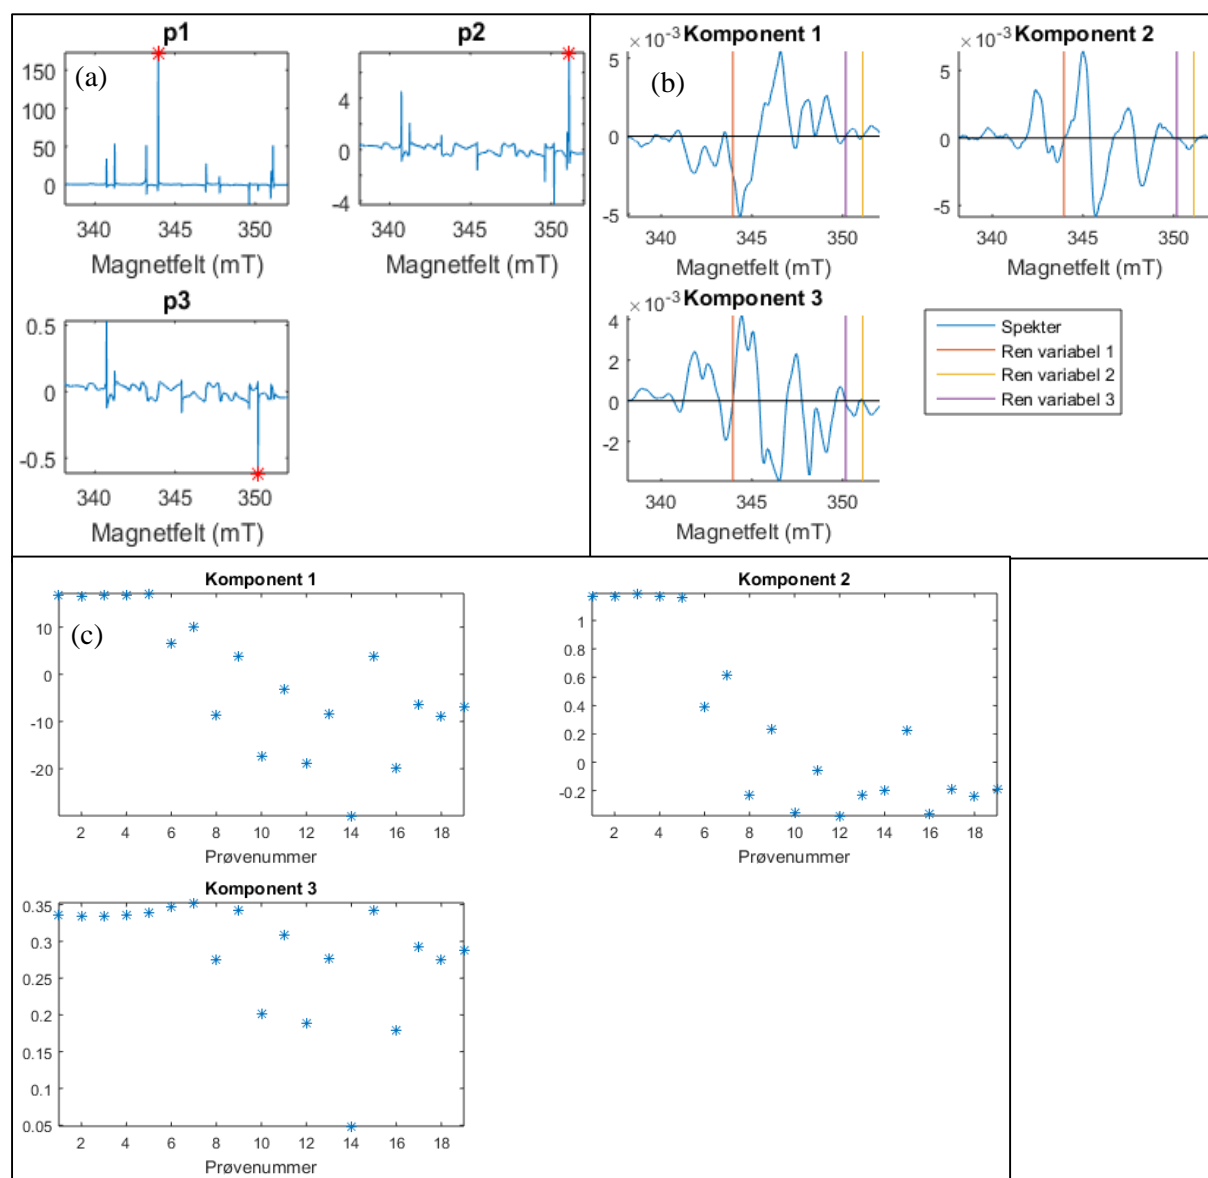 p1
(a)
150
100
50
0
340 345 350
Magnetfelt (mT)
p2
4
0
-4
340 345 350
Magnetfelt (mT)
p3
0.5
0
-0.5
340 345 350
Magnetfelt (mT)
×10-3 Komponent 1
(b)
5
0
-5
340 345 350
Magnetfelt (mT)
×10-3 Komponent 2
5
0
-5
340 345 350
Magnetfelt (mT)
×10-3 Komponent 3
4
2
0
-2
340 345 350
Magnetfelt (mT)
Spekter
Ren variabel 1
Ren variabel 2
Ren variabel 3
Komponent 1
(c)
10
0
-10
-20
2 4 6 8 10 12 14 16 18
Prøvenummer
Komponent 2
1
0.8
0.6
0.4
0.2
0
-0.2
2 4 6 8 10 12 14 16 18
Prøvenummer
Komponent 3
0.35
0.3
0.25
0.2
0.15
0.1
0.05
2 4 6 8 10 12 14 16 18
Prøvenummer